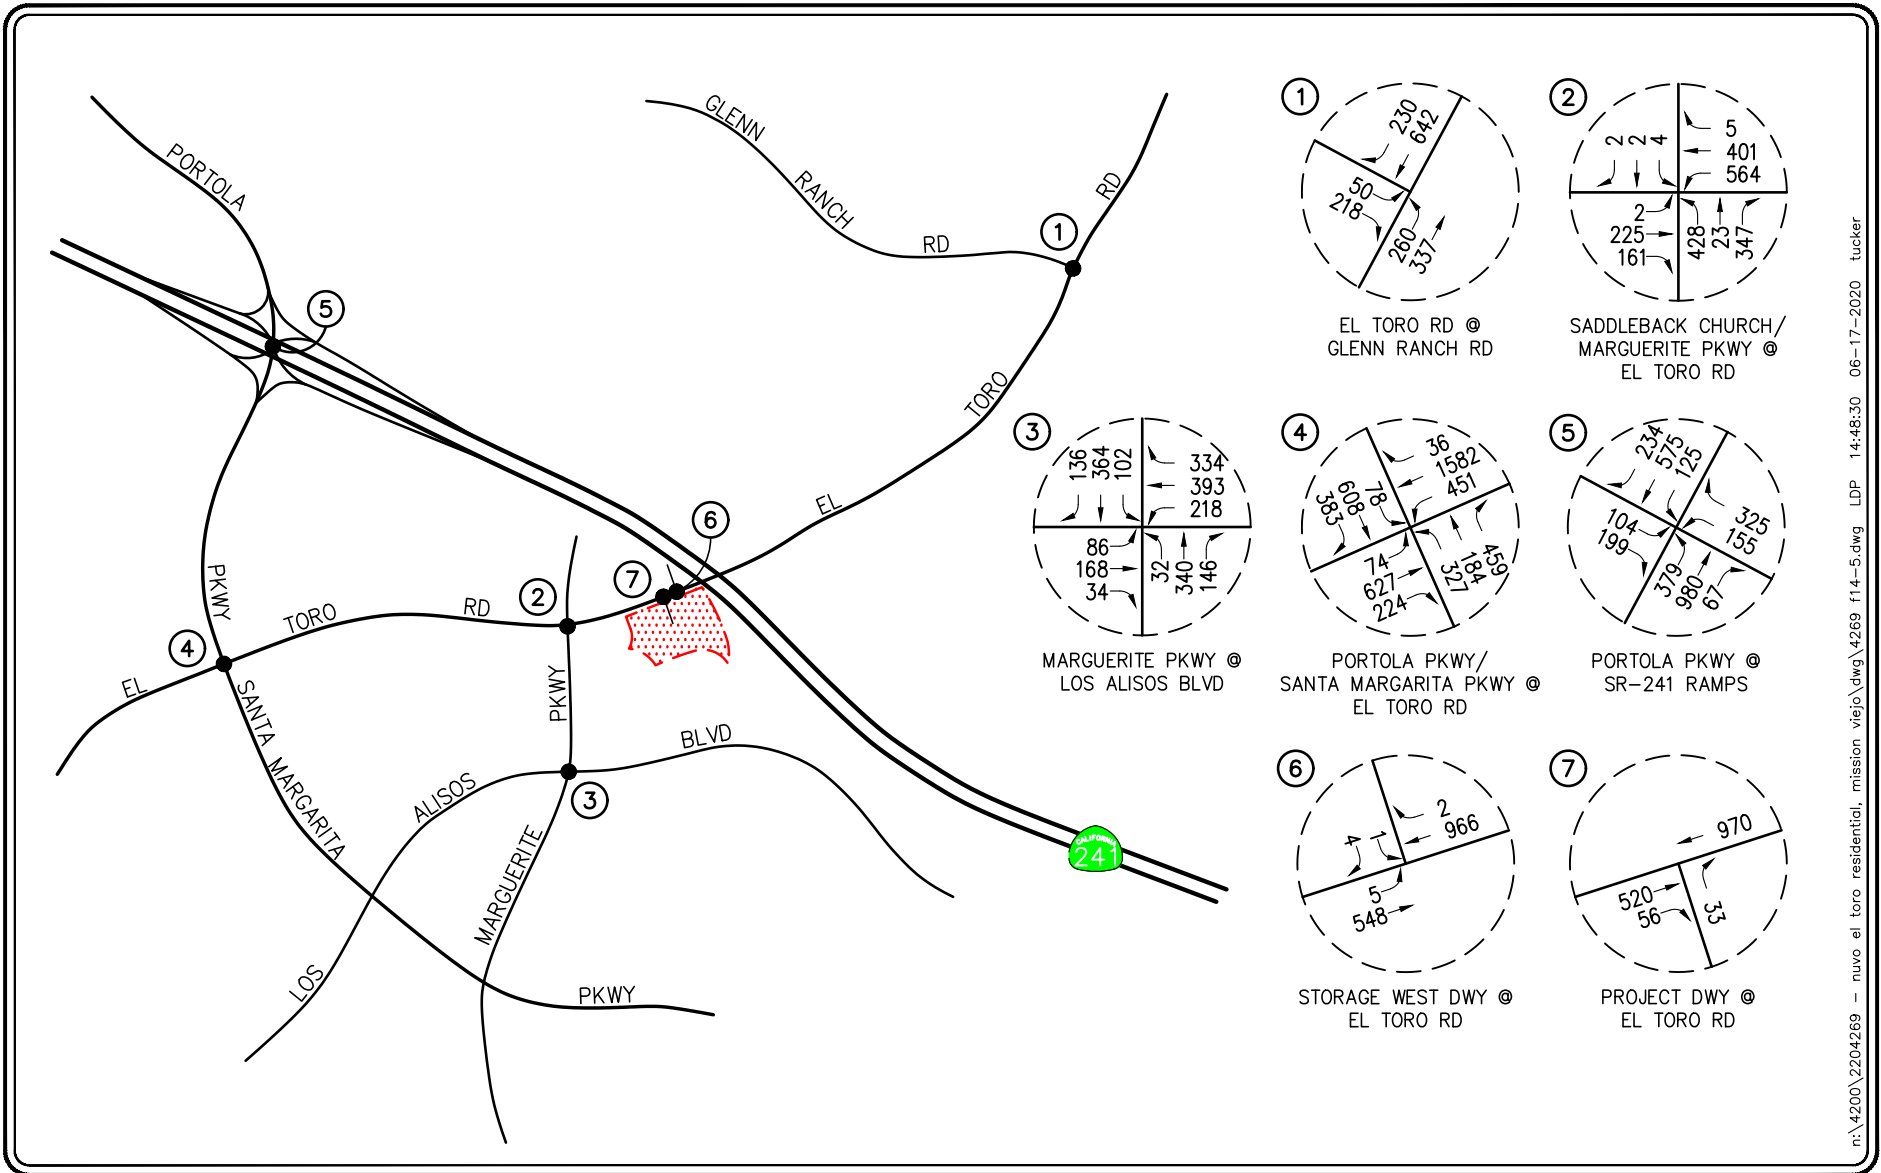 PORTOLA
PKWY
GLENN
RANCH
RD
RD
TORO
EL
EL
TORO
RD
PKWY
SANTA
MARGARITA
PKWY
LOS
ALISOS
BLVD
MARGUERITE
CALIFORNIA
241
1
2
3
4
5
6
7
1
230
642
50
218
260
337
EL TORO RD @
GLENN RANCH RD
2
2
2
4
5
401
564
2
225
161
428
23
347
SADDLEBACK CHURCH/
MARGUERITE PKWY @
EL TORO RD
3
136
364
102
334
393
218
86
168
34
32
340
146
MARGUERITE PKWY @
LOS ALISOS BLVD
4
383
608
78
36
1582
451
74
627
224
327
184
459
PORTOLA PKWY/
SANTA MARGARITA PKWY @
EL TORO RD
5
234
575
125
325
155
104
199
379
980
67
PORTOLA PKWY @
SR-241 RAMPS
6
4
1
2
966
5
548
STORAGE WEST DWY @
EL TORO RD
7
970
520
56
33
PROJECT DWY @
EL TORO RD
n:\4200\2204269 - nuvo el toro residential, mission viejo\dwg\4269 f14-5.dwg LDP 14:48:30 06-17-2020 tucker